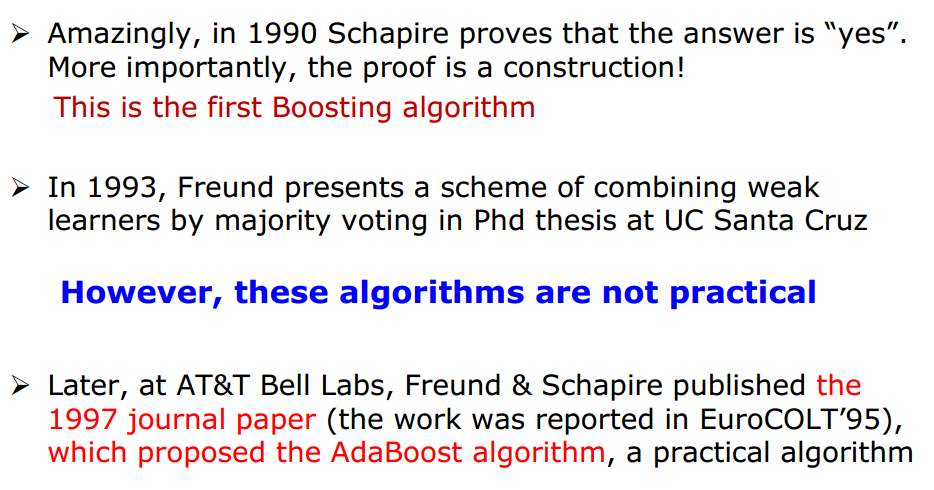 ➢ Amazingly, in 1990 Schapire proves that the answer is “yes”.
More importantly, the proof is a construction!
This is the first Boosting algorithm
➢ In 1993, Freund presents a scheme of combining weak
learners by majority voting in Phd thesis at UC Santa Cruz
However, these algorithms are not practical
➢ Later, at AT&T Bell Labs, Freund & Schapire published the
1997 journal paper (the work was reported in EuroCOLT’95),
which proposed the AdaBoost algorithm, a practical algorithm